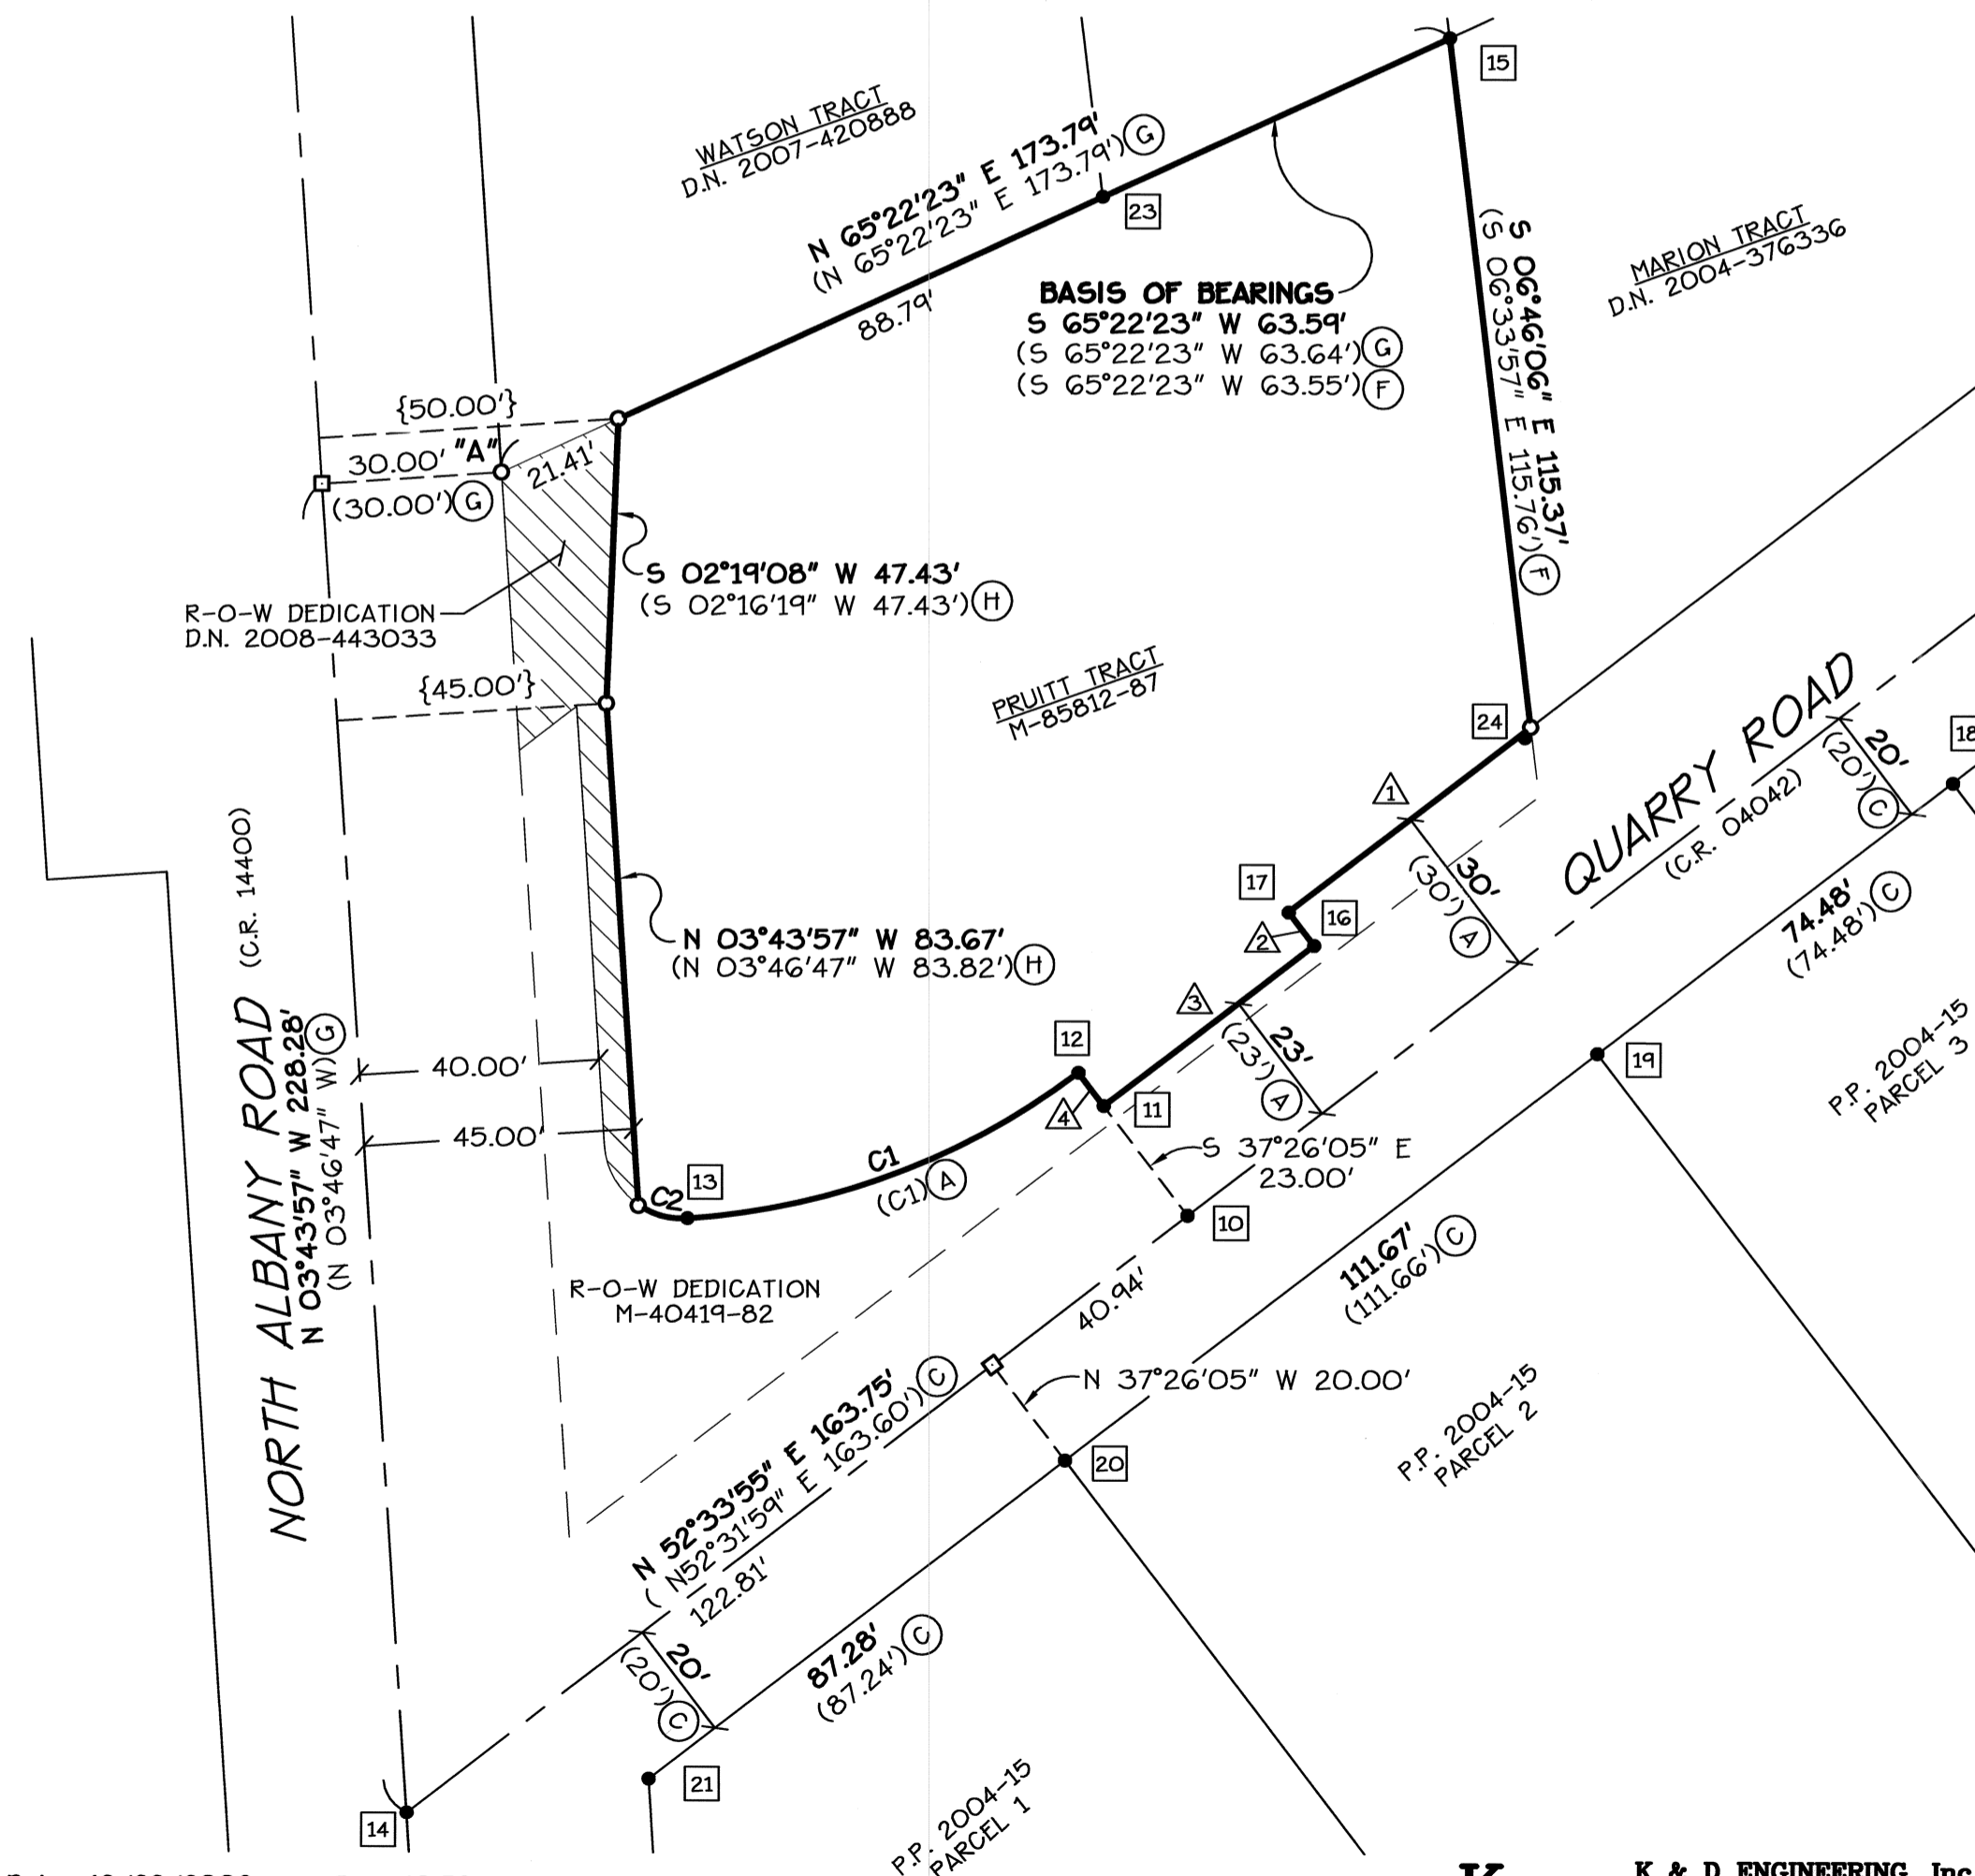 15
WATSON TRACT
D.N. 2007-420888
N 65°22'23" E 173.79'
(N 65°22'23" E 173.79') G
88.79'
23
BASIS OF BEARINGS
S 65°22'23" W 63.59'
(S 65°22'23" W 63.64') G
(S 65°22'23" W 63.55') F
S 06°46'06" E 115.37'
(S 06°33'57" E 115.76') F
MARION TRACT
D.N. 2004-376336
{50.00'}
30.00' "A"
(30.00') G
21.41'
S 02°19'08" W 47.43'
(S 02°16'19" W 47.43') H
R-O-W DEDICATION
D.N. 2008-443033
{45.00'}
PRUITT TRACT
M-85812-87
24
QUARRY ROAD
(C.R. 04042)
20'
(20') C
18
1
30'
(30') A
17
16
2
74.48'
(74.48') C
N 03°43'57" W 83.67'
(N 03°46'47" W 83.82') H
3
23'
(23') A
12
4
11
19
P.P. 2004-15
PARCEL 3
NORTH ALBANY ROAD (C.R. 14400)
N 03°43'57" W 228.28'
(N 03°46'47" W) G
40.00'
45.00'
C1
(C1) A
C2
13
S 37°26'05" E
23.00'
10
111.67'
(111.66') C
R-O-W DEDICATION
M-40419-82
40.94'
N 37°26'05" W 20.00'
N 52°33'55" E 163.75'
( N52°31'59" E 163.60') C
122.81'
20
P.P. 2004-15
PARCEL 2
20'
(20') C
87.28'
(87.24') C
21
14
P.P. 2004-15
PARCEL 1
K & D ENGINEERING, Inc